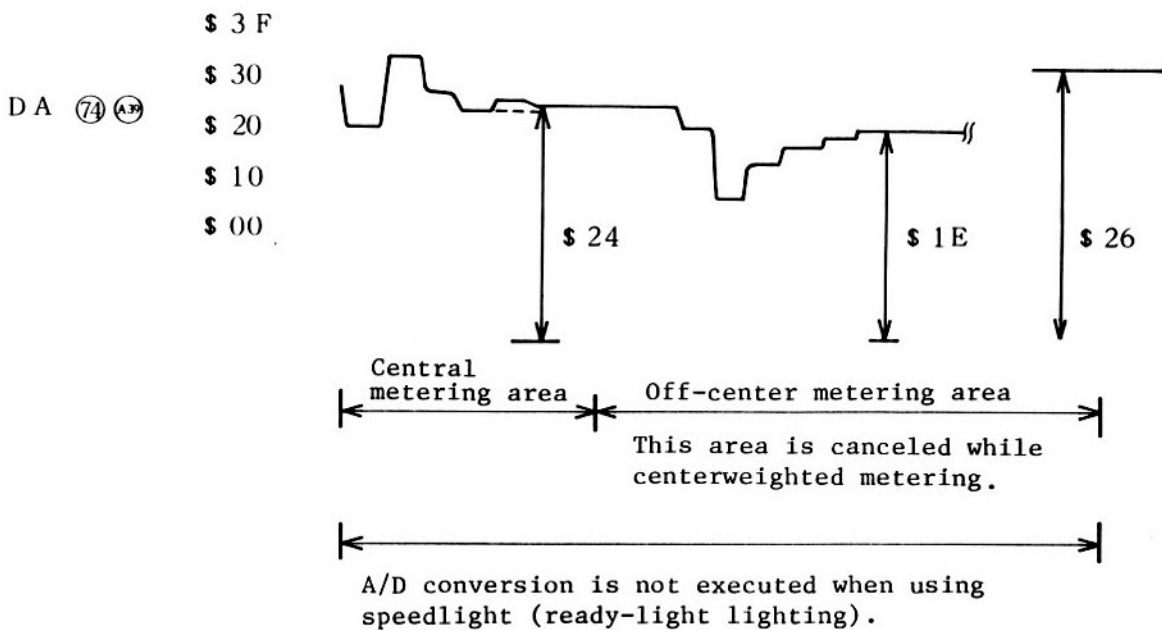 $ 3F
$ 30
DA 74 A39
$ 20
$ 10
$ 00
$ 24
$ 1E
$ 26
Central
metering area
Off-center metering area
This area is canceled while
centerweighted metering.
A/D conversion is not executed when using
speedlight (ready-light lighting).